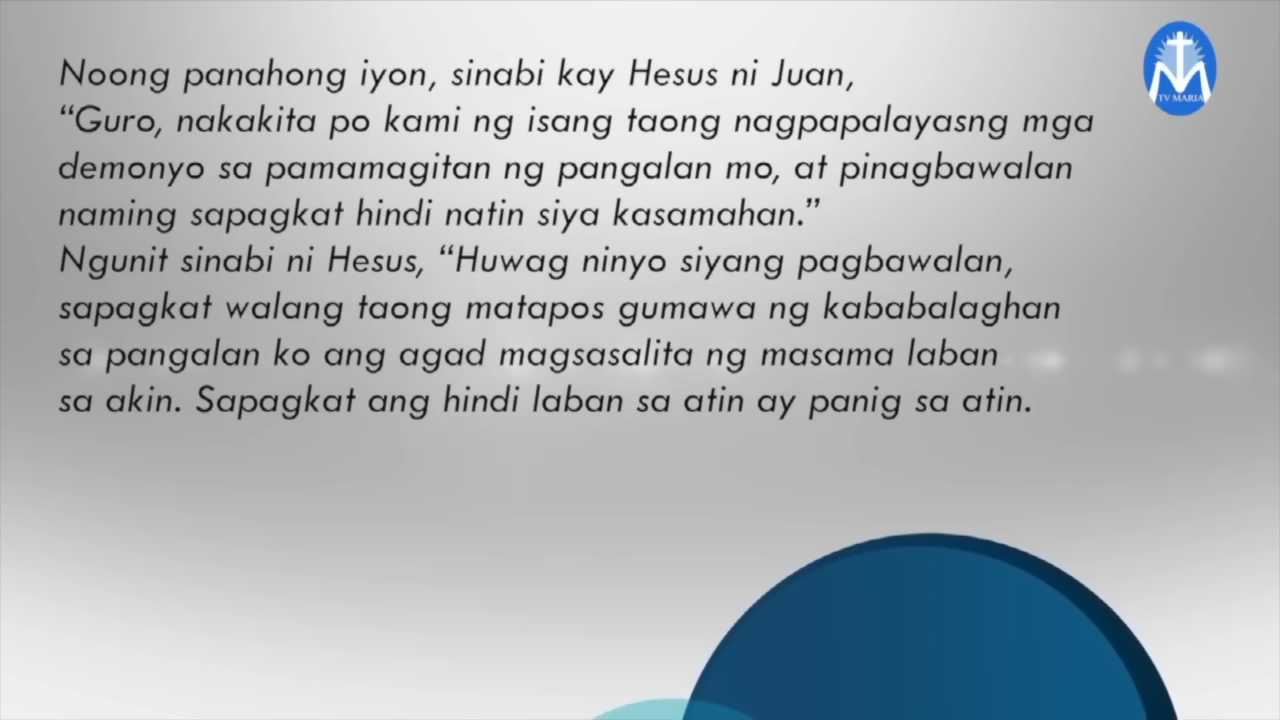 Noong panahong iyon, sinabi kay Hesus ni Juan,
“Guro, nakakita po kami ng isang taong nagpapalayasng mga
demonyo sa pamamagitan ng pangalan mo, at pinagbawalan
naming sapagkat hindi natin siya kasamahan.”
Ngunit sinabi ni Hesus, “Huwag ninyo siyang pagbawalan,
sapagkat walang taong matapos gumawa ng kababalaghan
sa pangalan ko ang agad magsasalita ng masama laban
sa akin. Sapagkat ang hindi laban sa atin ay panig sa atin.
TV MARIA